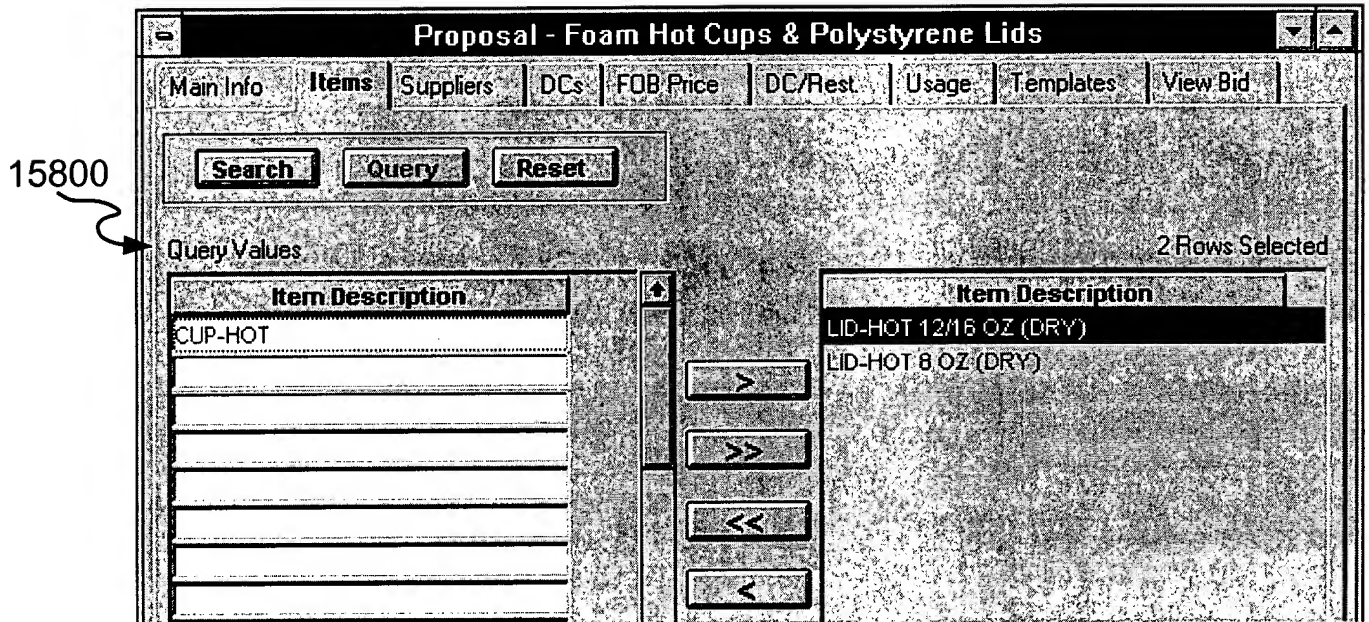 Proposal - Foam Hot Cups & Polystyrene Lids
Main Info Items Suppliers DCs FOB Price DC/Rest. Usage Templates View Bid
Search Query Reset
15800
Query Values 2 Rows Selected
Item Description Item Description
CUP-HOT LID-HOT 12/16 OZ (DRY)
LID-HOT 8 OZ (DRY)
>
>>
<<
<